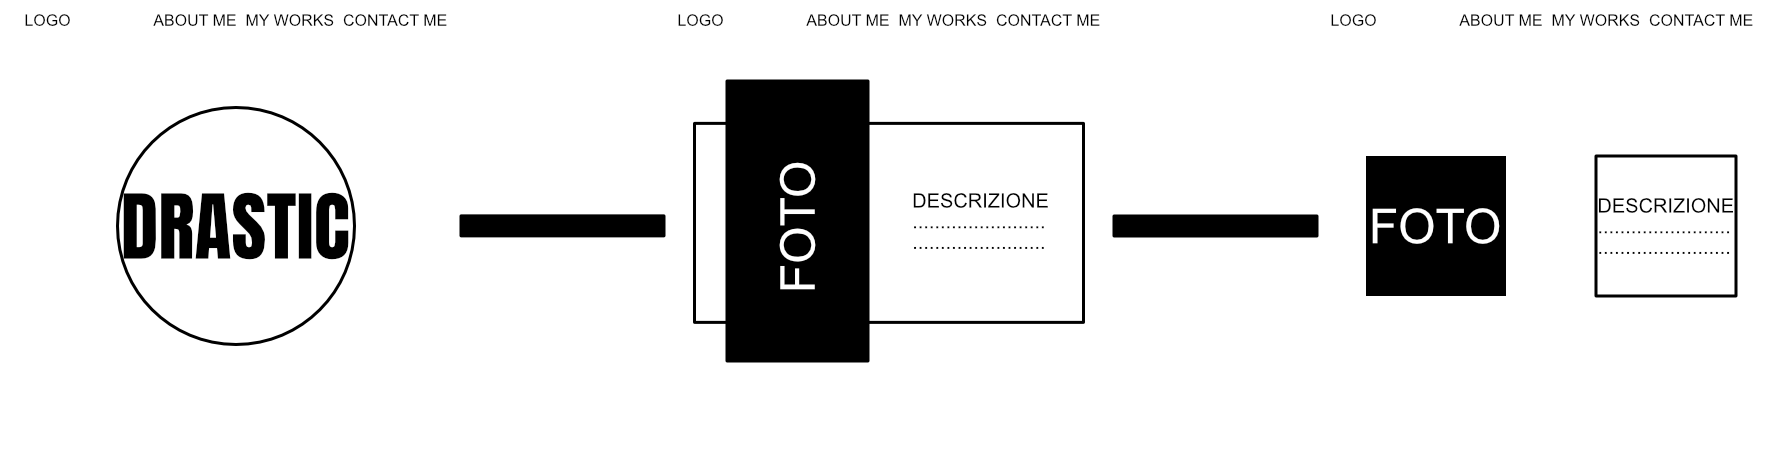 LOGO ABOUT ME MY WORKS CONTACT ME
DRASTIC
LOGO ABOUT ME MY WORKS CONTACT ME
FOTO
DESCRIZIONE
........................
........................
LOGO ABOUT ME MY WORKS CONTACT ME
FOTO
DESCRIZIONE
........................
........................